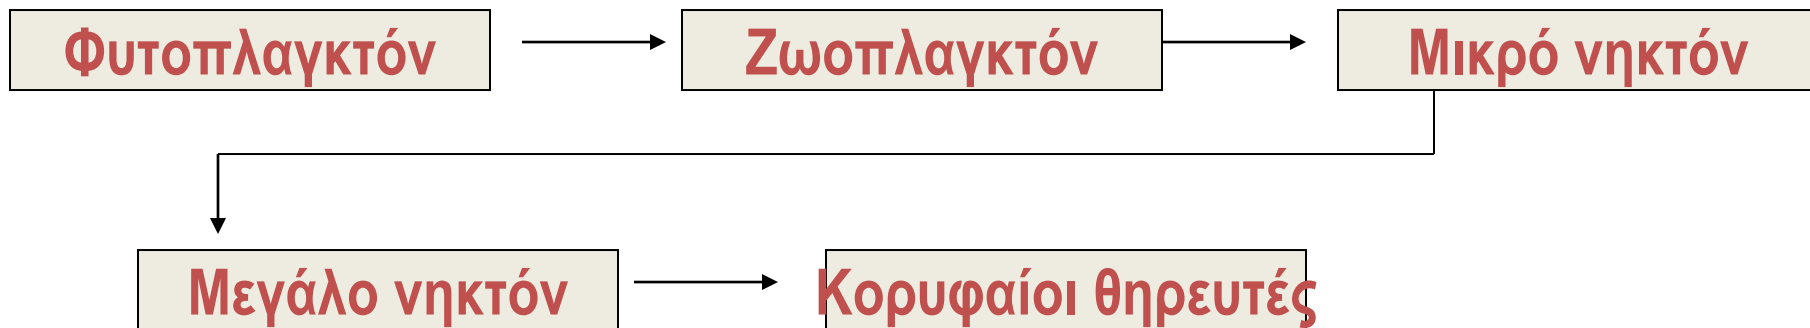 Φυτοπλαγκτόν
Ζωοπλαγκτόν
Μικρό νηκτόν
Μεγάλο νηκτόν
Κορυφαίοι θηρευτές